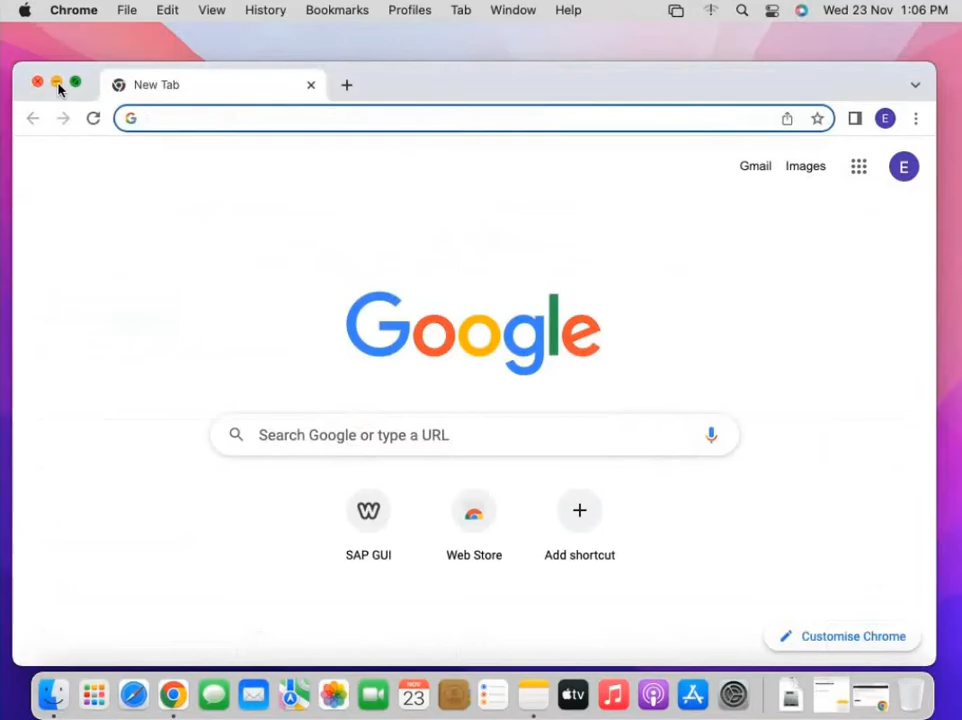 Chrome File Edit View History Bookmarks Profiles Tab Window Help Wed 23 Nov 1:06 PM
New Tab
Gmail Images E
E
Google
Search Google or type a URL
SAP GUI Web Store Add shortcut
Customise Chrome
NOV
23
tv